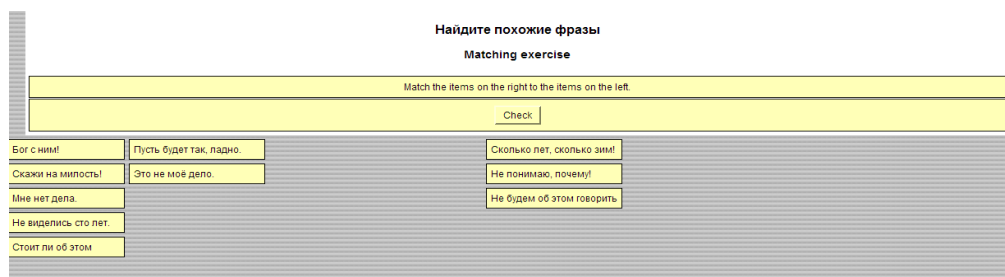 Найдите похожие фразы
Matching exercise
Match the items on the right to the items on the left.
Check
Бог с ним! Пусть будет так, ладно. Сколько лет, сколько зим!
Скажи на милость! Это не моё дело. Не понимаю, почему!
Мне нет дела. Не будем об этом говорить
Не виделись сто лет.
Стоит ли об этом